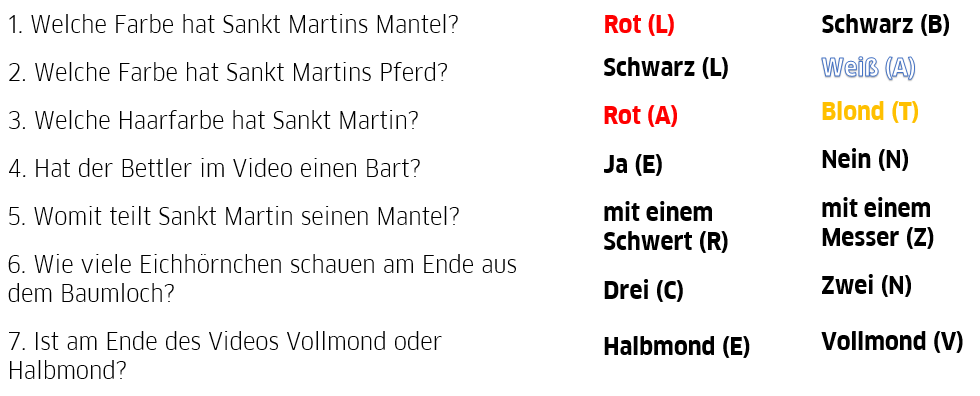 1. Welche Farbe hat Sankt Martins Mantel? Rot (L) Schwarz (B)
2. Welche Farbe hat Sankt Martins Pferd? Schwarz (L) Weiß (A)
3. Welche Haarfarbe hat Sankt Martin? Rot (A) Blond (T)
4. Hat der Bettler im Video einen Bart? Ja (E) Nein (N)
5. Womit teilt Sankt Martin seinen Mantel? mit einem mit einem
Schwert (R) Messer (Z)
6. Wie viele Eichhörnchen schauen am Ende aus
dem Baumloch? Drei (C) Zwei (N)
7. Ist am Ende des Videos Vollmond oder Halbmond (E) Vollmond (V)
Halbmond?